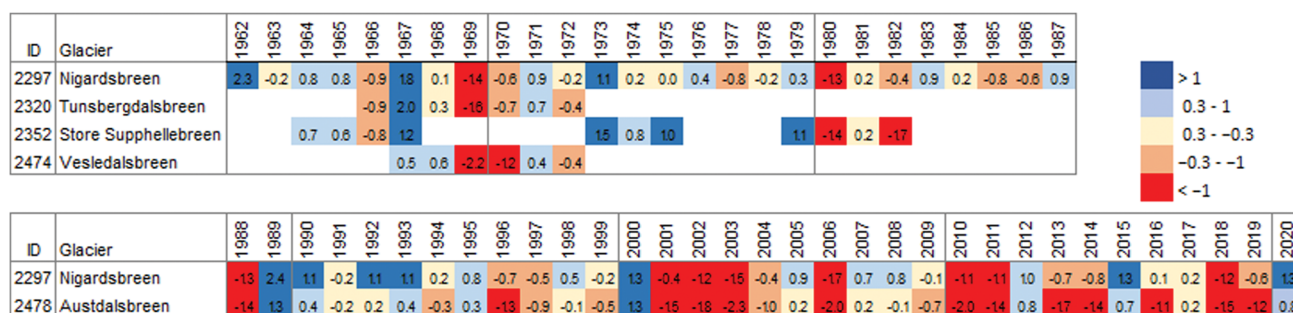 ID Glacier 1962 1963 1964 1965 1966 1967 1968 1969 1970 1971 1972 1973 1974 1975 1976 1977 1978 1979 1980 1981 1982 1983 1984 1985 1986 1987
2297 Nigardsbreen 2.3 -0.2 0.8 0.8 -0.9 1.8 0.1 -1.4 -0.6 0.9 -0.2 1.1 0.2 0.0 0.4 -0.8 -0.2 0.3 -1.3 0.2 -0.4 0.9 0.2 -0.8 -0.6 0.9
2320 Tunsbergdalsbreen -0.9 2.0 0.3 -1.6 -0.7 0.7 -0.4
2352 Store Supphellebreen 0.7 0.6 -0.8 1.2 1.5 0.8 1.0 1.1 -1.4 0.2 -1.7
2474 Vesledalsbreen 0.5 0.6 -2.2 -1.2 0.4 -0.4
> 1
0.3 - 1
0.3 - −0.3
−0.3 - −1
< −1
ID Glacier 1988 1989 1990 1991 1992 1993 1994 1995 1996 1997 1998 1999 2000 2001 2002 2003 2004 2005 2006 2007 2008 2009 2010 2011 2012 2013 2014 2015 2016 2017 2018 2019 2020
2297 Nigardsbreen -1.3 2.4 1.1 -0.2 1.1 1.1 0.2 0.8 -0.7 -0.5 0.5 -0.2 1.3 -0.4 -1.2 -1.5 -0.4 0.9 -1.7 0.7 0.8 -0.1 -1.1 -1.1 1.0 -0.7 -0.8 1.3 0.1 0.2 -1.2 -0.6 1.3
2478 Austdalsbreen -1.4 1.3 0.4 -0.2 0.2 0.4 -0.3 0.3 -1.3 -0.9 -0.1 -0.5 1.3 -1.5 -1.8 -2.3 -1.0 0.2 -2.0 0.2 -0.1 -0.7 -2.0 -1.4 0.8 -1.7 -1.4 0.7 -1.1 0.2 -1.5 -1.2 0.8